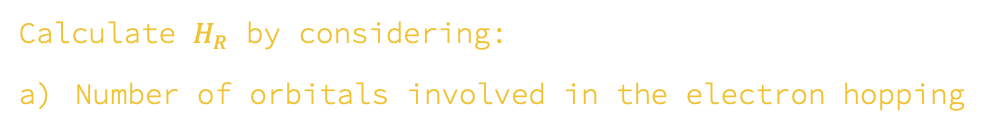 Calculate H_R by considering:
a) Number of orbitals involved in the electron hopping